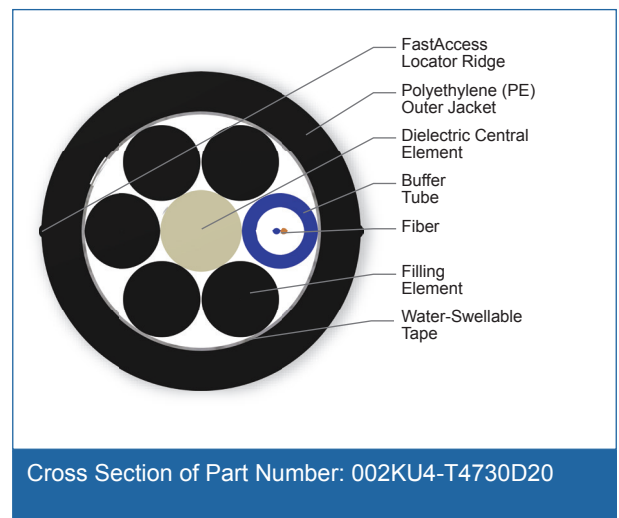 FastAccess
Locator Ridge
Polyethylene (PE)
Outer Jacket
Dielectric Central
Element
Buffer
Tube
Fiber
Filling
Element
Water-Swellable
Tape
Cross Section of Part Number: 002KU4-T4730D20